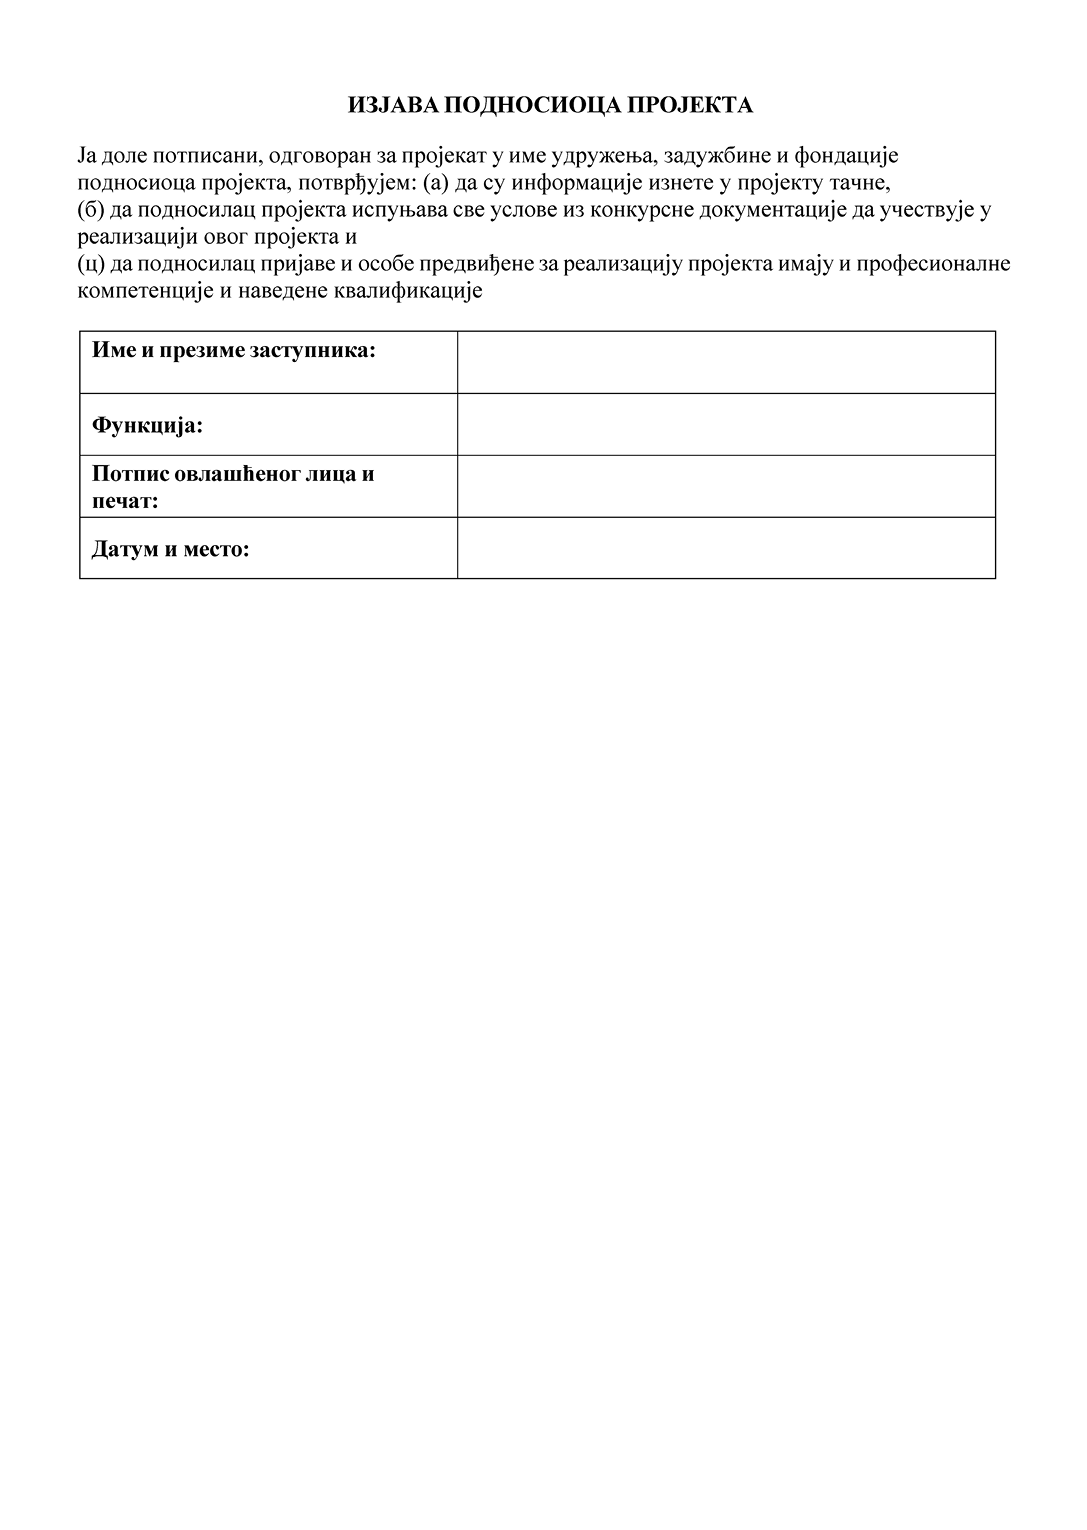 ИЗЈАВА ПОДНОСИОЦА ПРОЈЕКТА
Ја доле потписани, одговоран за пројекат у име удружења, задужбине и фондације
подносиоца пројекта, потврђујем: (а) да су информације изнете у пројекту тачне,
(б) да подносилац пројекта испуњава све услове из конкурсне документације да учествује у
реализацији овог пројекта и
(ц) да подносилац пријаве и особе предвиђене за реализацију пројекта имају и професионалне
компетенције и наведене квалификације
Име и презиме заступника:
Функција:
Потпис овлашћеног лица и
печат:
Датум и место: